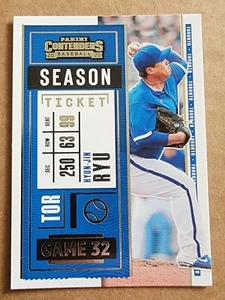 PANINI
CONTENDERS
BASEBALL
SEASON
TICKET
SEAT
99
ROW
63
SEC.
250
HYUN-JIN
RYU
TOR
GAME 32